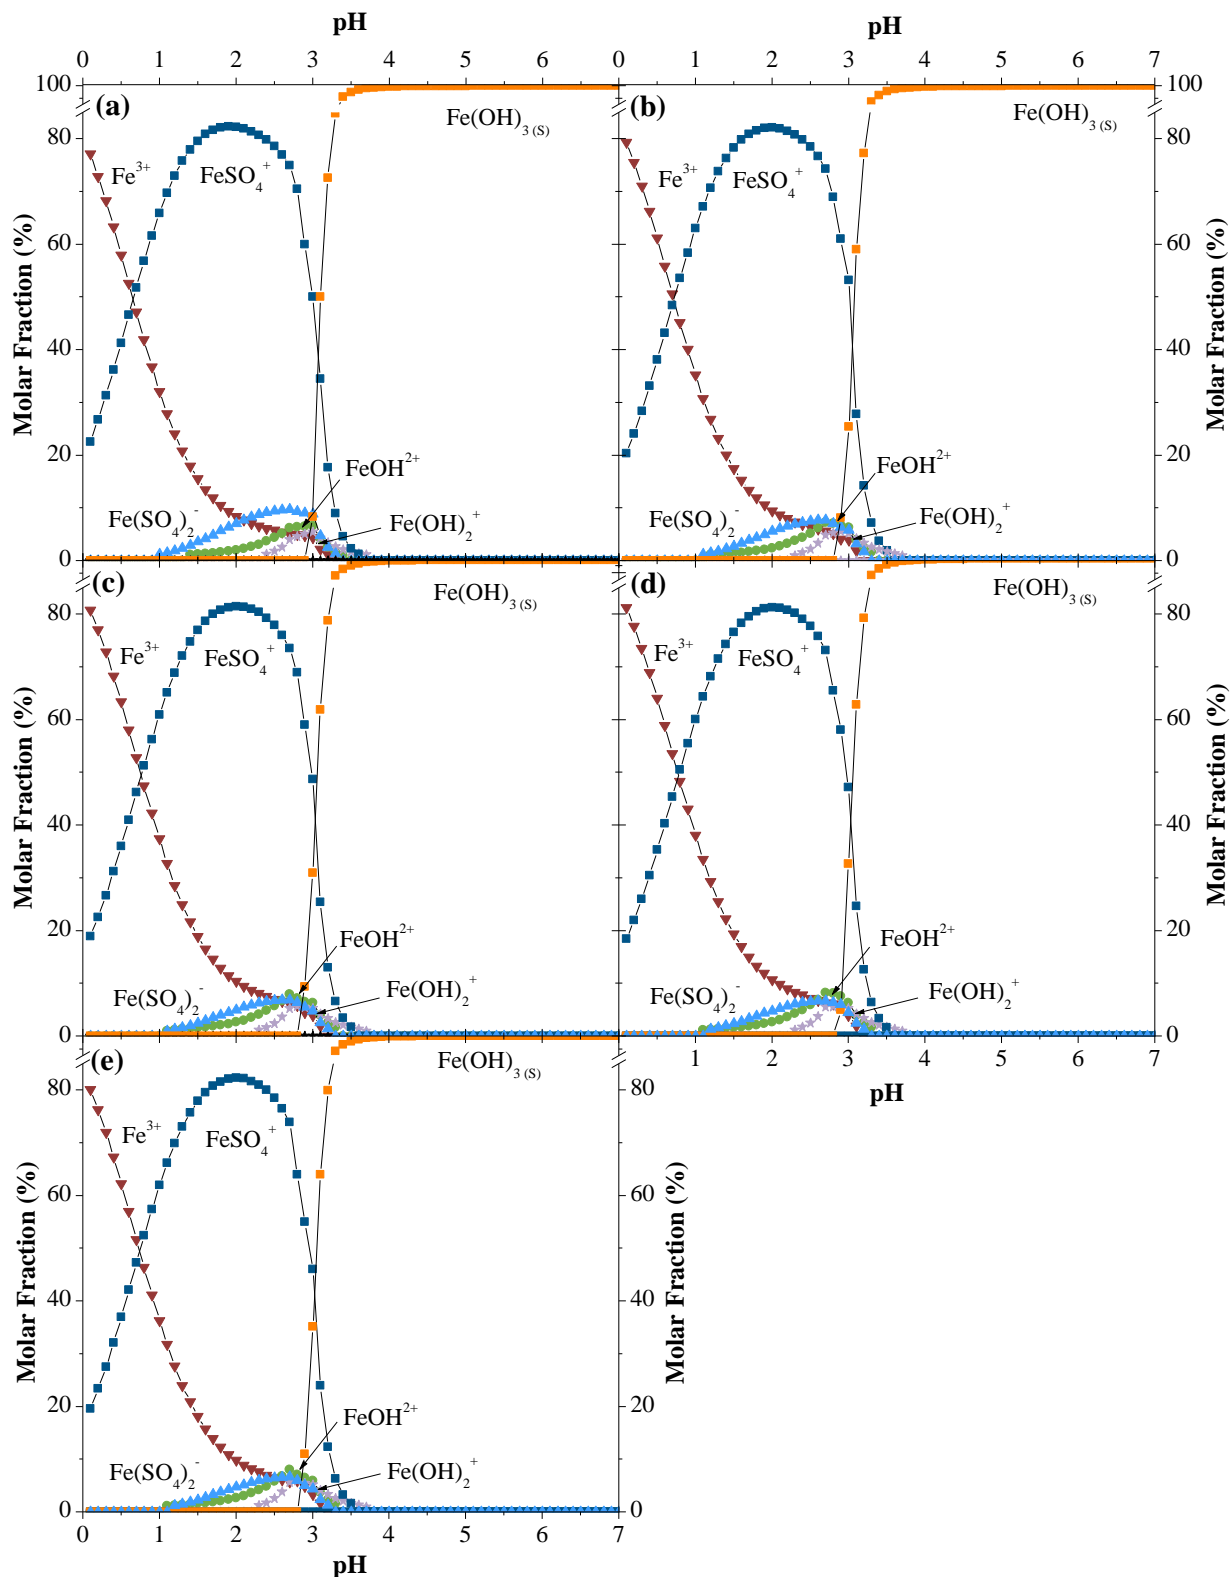 pH
pH
0 1 2 3 4 5 6 0 1 2 3 4 5 6 7
100
80
60
40
20
0
Molar Fraction (%)
(a)
Fe³⁺
FeSO₄⁺
Fe(OH)₃ (S)
FeOH²⁺
Fe(SO₄)₂⁻
Fe(OH)₂⁺
(b)
Fe³⁺
FeSO₄⁺
Fe(OH)₃ (S)
FeOH²⁺
Fe(SO₄)₂⁻
Fe(OH)₂⁺
100
80
60
40
20
0
Molar Fraction (%)
80
60
40
20
0
Molar Fraction (%)
(c)
Fe³⁺
FeSO₄⁺
Fe(OH)₃ (S)
FeOH²⁺
Fe(SO₄)₂⁻
Fe(OH)₂⁺
(d)
Fe³⁺
FeSO₄⁺
Fe(OH)₃ (S)
FeOH²⁺
Fe(SO₄)₂⁻
Fe(OH)₂⁺
80
60
40
20
0
Molar Fraction (%)
1 2 3 4 5 6 7
pH
80
60
40
20
0
Molar Fraction (%)
(e)
Fe³⁺
FeSO₄⁺
Fe(OH)₃ (S)
FeOH²⁺
Fe(SO₄)₂⁻
Fe(OH)₂⁺
80
60
40
20
0
Molar Fraction (%)
0 1 2 3 4 5 6 7
pH